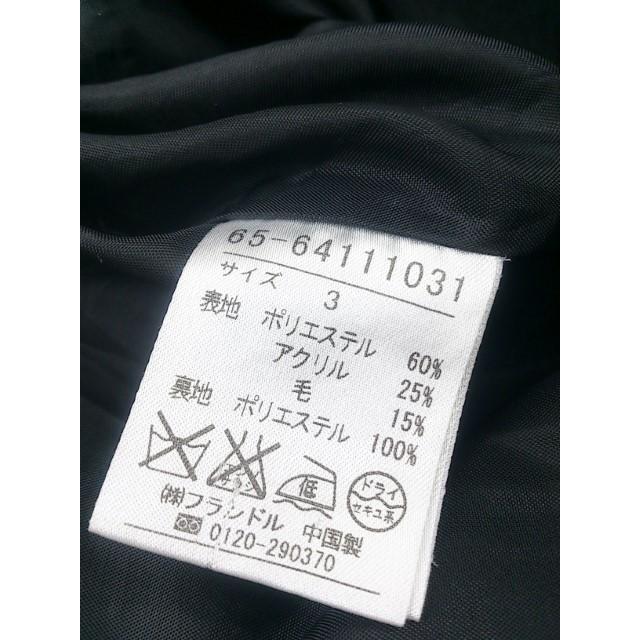 65-64111031
サイズ 3
表地 ポリエステル 60%
アクリル 25%
毛 15%
裏地 ポリエステル 100%
低
ドライ
セキユ系
㈱フランドル 中国製
0120-290370